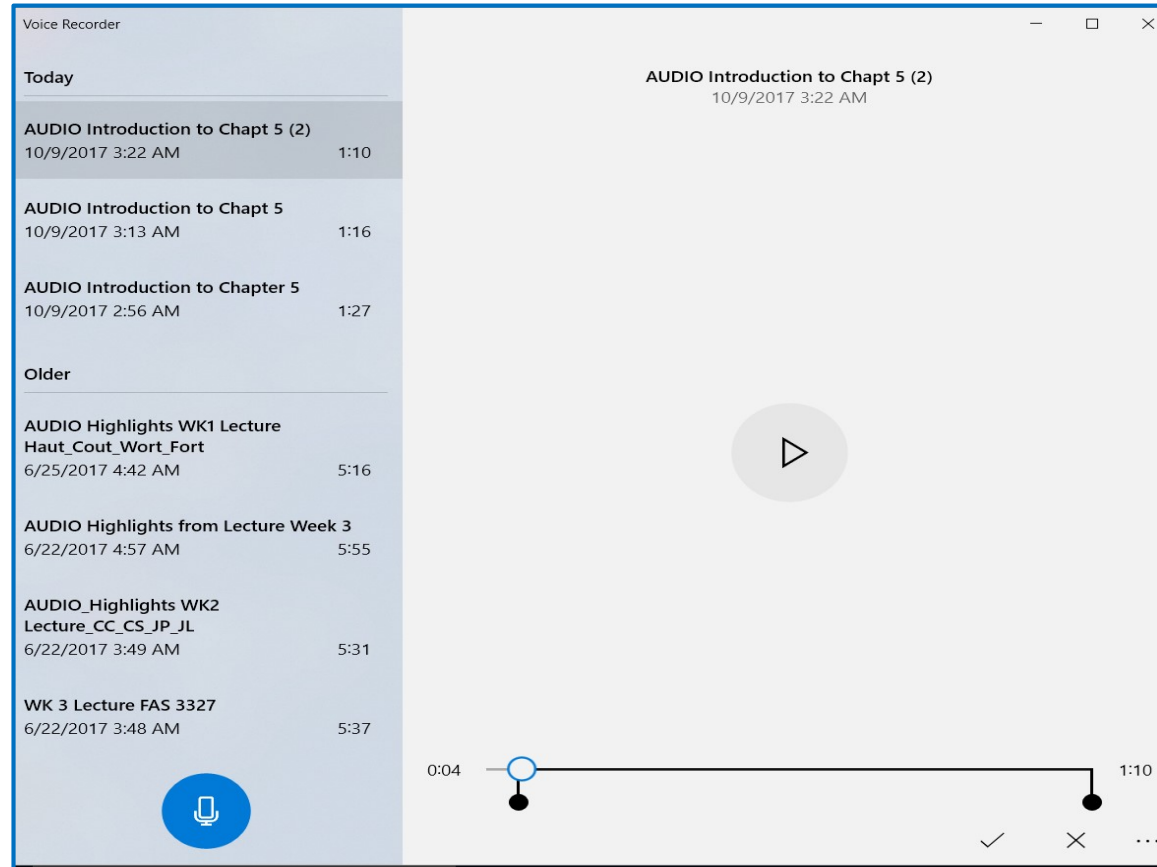 Voice Recorder
Today
AUDIO Introduction to Chapt 5 (2)
10/9/2017 3:22 AM 1:10
AUDIO Introduction to Chapt 5
10/9/2017 3:13 AM 1:16
AUDIO Introduction to Chapter 5
10/9/2017 2:56 AM 1:27
Older
AUDIO Highlights WK1 Lecture
Haut_Cout_Wort_Fort
6/25/2017 4:42 AM 5:16
AUDIO Highlights from Lecture Week 3
6/22/2017 4:57 AM 5:55
AUDIO_Highlights WK2
Lecture_CC_CS_JP_JL
6/22/2017 3:49 AM 5:31
WK 3 Lecture FAS 3327
6/22/2017 3:48 AM 5:37
AUDIO Introduction to Chapt 5 (2)
10/9/2017 3:22 AM
0:04 1:10